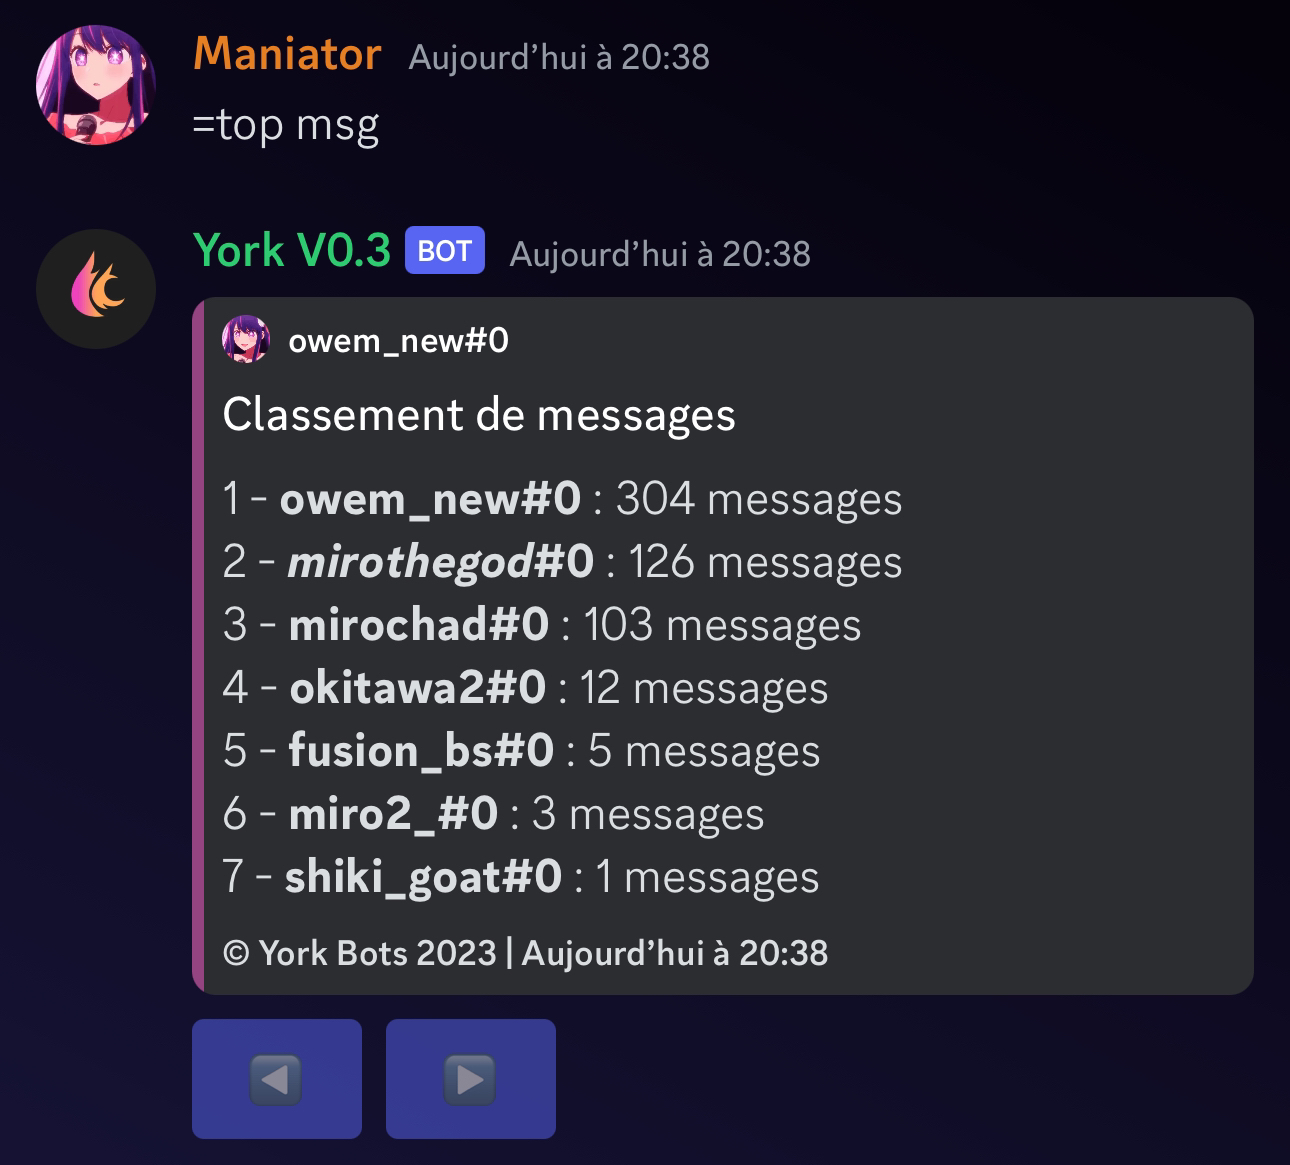 Maniator Aujourd’hui à 20:38
=top msg
York V0.3 BOT Aujourd’hui à 20:38
owem_new#0
Classement de messages
1 - owem_new#0 : 304 messages
2 - mirothegod#0 : 126 messages
3 - mirochad#0 : 103 messages
4 - okitawa2#0 : 12 messages
5 - fusion_bs#0 : 5 messages
6 - miro2_#0 : 3 messages
7 - shiki_goat#0 : 1 messages
© York Bots 2023 | Aujourd’hui à 20:38